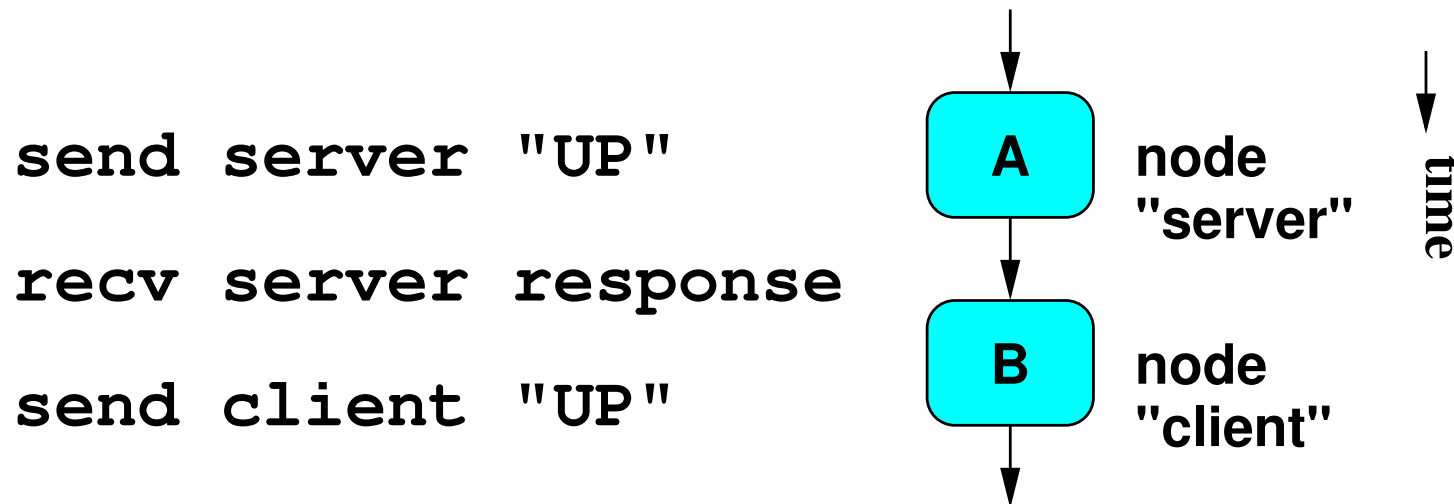 send server "UP"
recv server response
send client "UP"
A
node
"server"
B
node
"client"
time